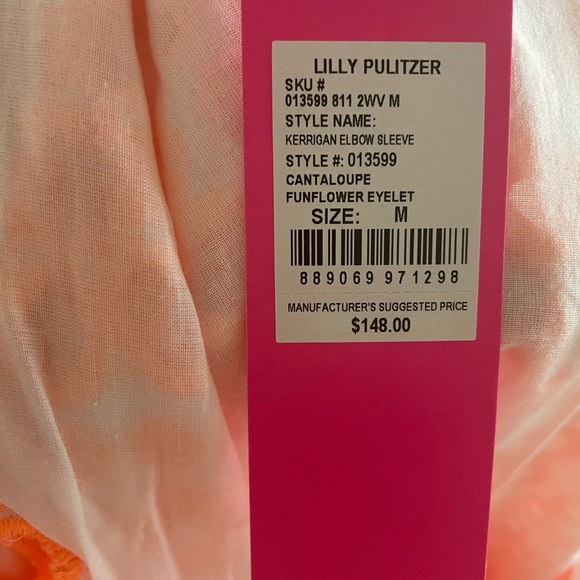 LILLY PULITZER
SKU #
013599 811 2WV M
STYLE NAME:
KERRIGAN ELBOW SLEEVE
STYLE #: 013599
CANTALOUPE
FUNFLOWER EYELET
SIZE: M
889069 971298
MANUFACTURER'S SUGGESTED PRICE
$148.00